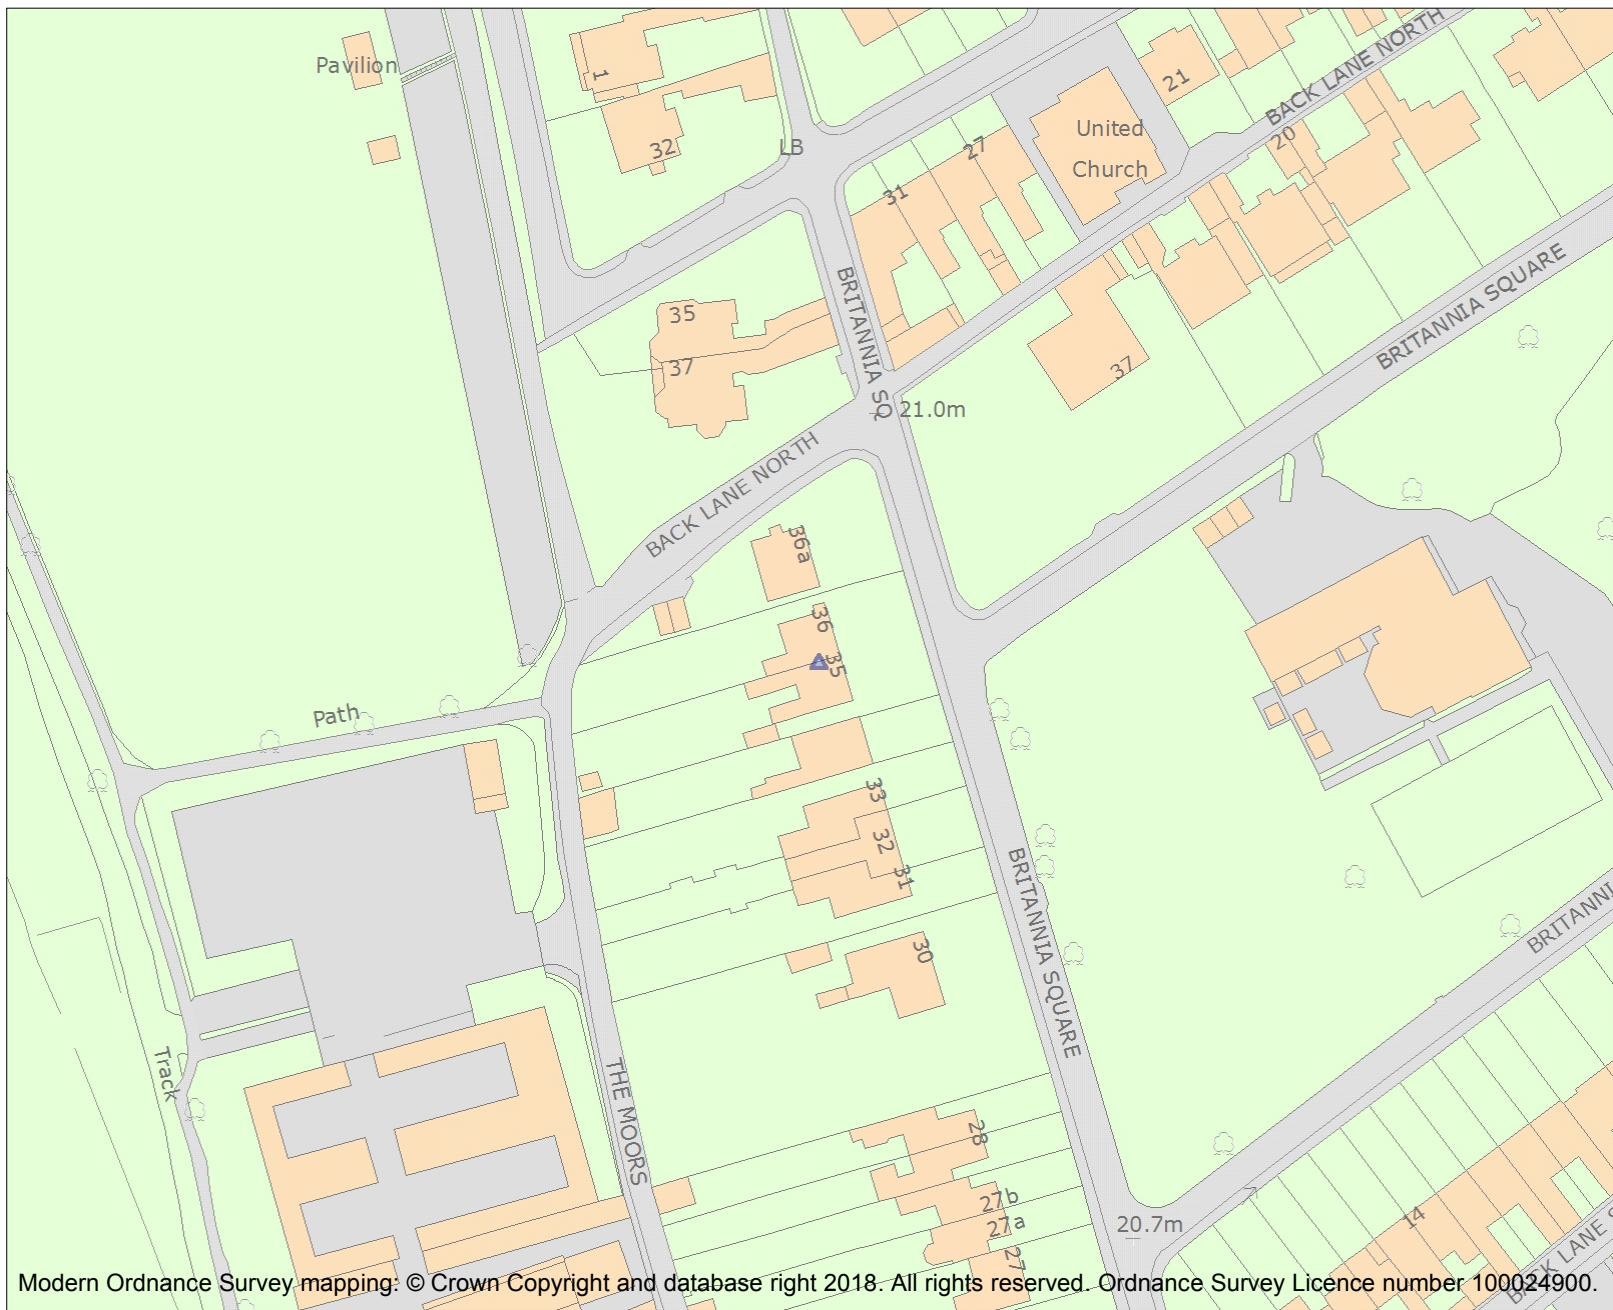 Pavilion
1
32
LB
21
BACK LANE NORTH
United
Church
20
27
31
BRITANNIA SQ
35
37
37
BRITANNIA SQUARE
21.0m
BACK LANE NORTH
36a
36
35
Path
33
32
31
30
BRITANNIA SQUARE
BRITANNI
Track
THE MOORS
28
27b
27a
27
20.7m
1
14
BACK LANE S
Modern Ordnance Survey mapping: © Crown Copyright and database right 2018. All rights reserved. Ordnance Survey Licence number 100024900.